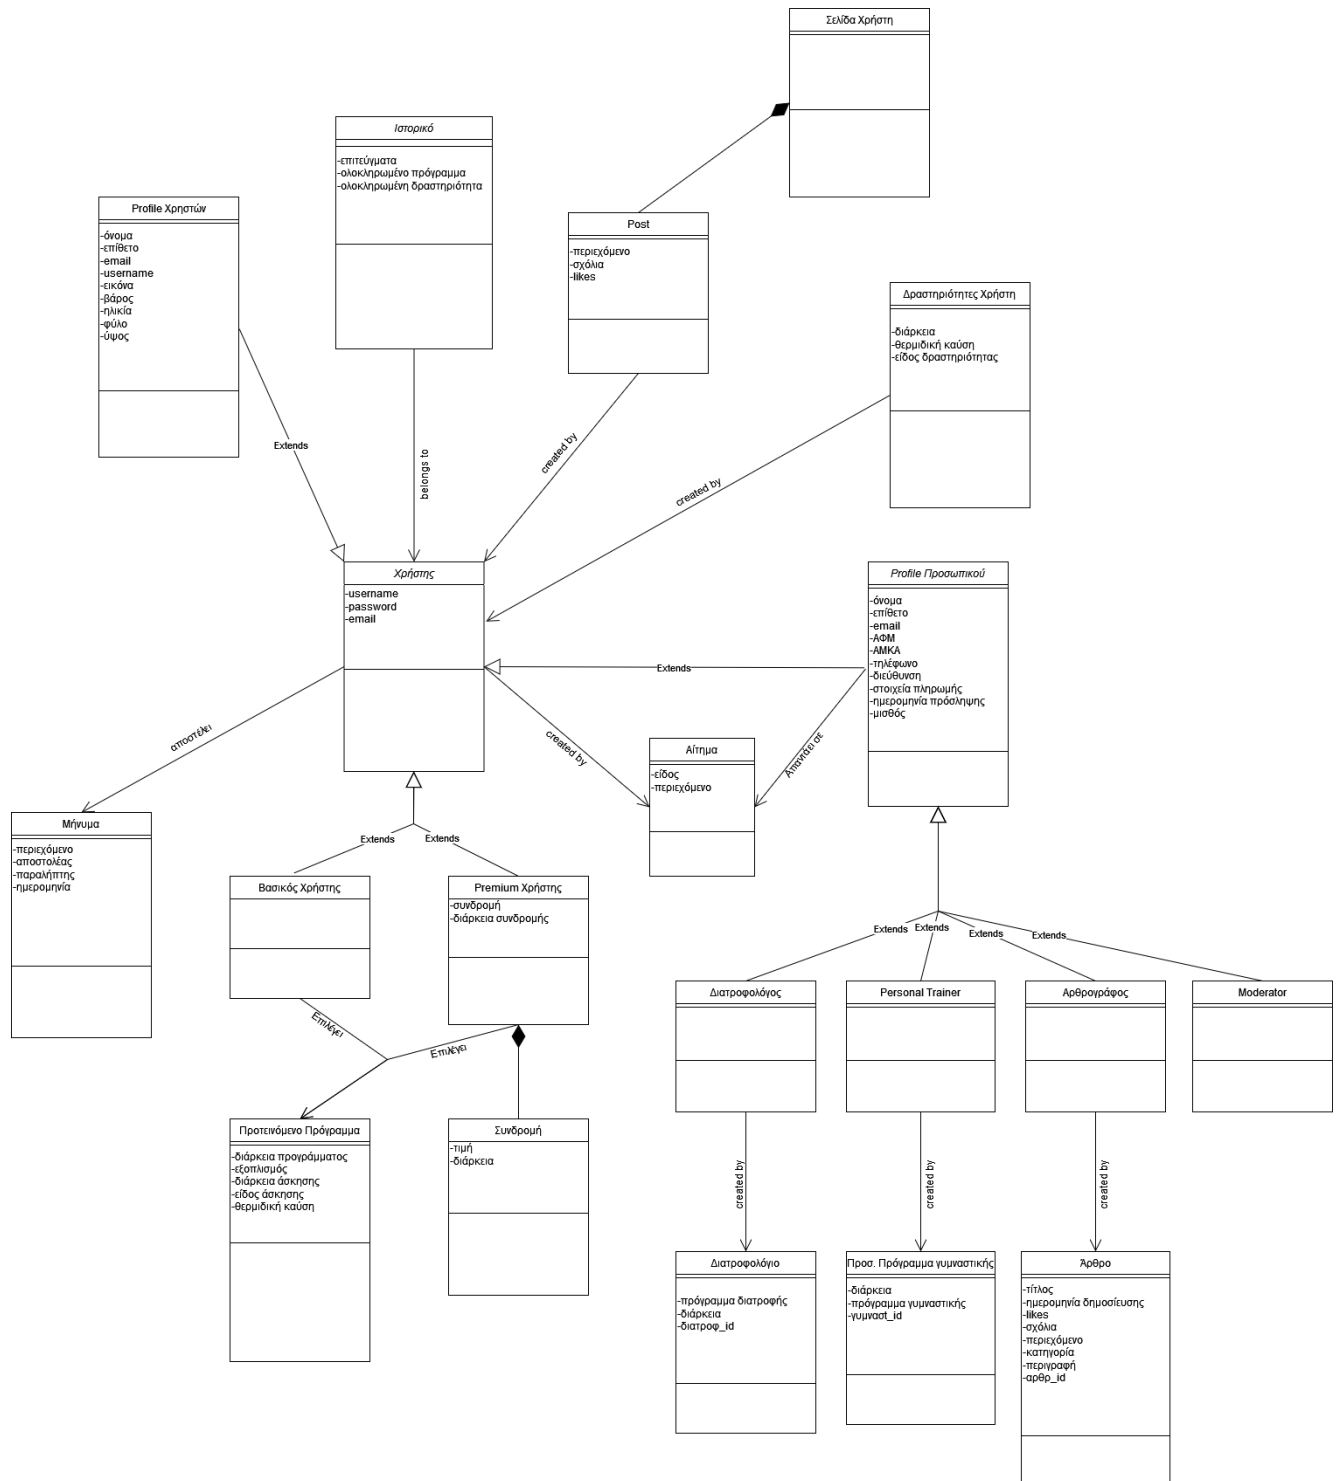 Σελίδα Χρήστη
Ιστορικό
-επιτεύγματα
-ολοκληρωμένο πρόγραμμα
-ολοκληρωμένη δραστηριότητα
Profile Χρηστών
-όνομα
-επίθετο
-email
-username
-εικόνα
-βάρος
-ηλικία
-φύλο
-ύψος
Post
-περιεχόμενο
-σχόλια
-likes
Δραστηριότητες Χρήστη
-διάρκεια
-θερμιδική καύση
-είδος δραστηριότητας
Extends
belongs to
created by
created by
Χρήστης
-username
-password
-email
Profile Προσωπικού
-όνομα
-επίθετο
-email
-ΑΦΜ
-ΑΜΚΑ
-τηλέφωνο
-διεύθυνση
-στοιχεία πληρωμής
-ημερομηνία πρόσληψης
-μισθός
Extends
αποστέλει
created by
Απαντάει σε
Αίτημα
-είδος
-περιεχόμενο
Μήνυμα
-περιεχόμενο
-αποστολέας
-παραλήπτης
-ημερομηνία
Extends
Extends
Βασικός Χρήστης
Premium Χρήστης
-συνδρομή
-διάρκεια συνδρομής
Extends
Extends
Extends
Extends
Διατροφολόγος
Personal Trainer
Αρθρογράφος
Moderator
Επιλέγει
Επιλέγει
Προτεινόμενο Πρόγραμμα
-διάρκεια προγράμματος
-εξοπλισμός
-διάρκεια άσκησης
-είδος άσκησης
-θερμιδική καύση
Συνδρομή
-τιμή
-διάρκεια
created by
created by
created by
Διατροφολόγιο
-πρόγραμμα διατροφής
-διάρκεια
-διατροφ_id
Προσ. Πρόγραμμα γυμναστικής
-διάρκεια
-πρόγραμμα γυμναστικής
-γυμναστ_id
Άρθρο
-τίτλος
-ημερομηνία δημοσίευσης
-likes
-σχόλια
-περιεχόμενο
-κατηγορία
-περιγραφή
-αρθρ_id